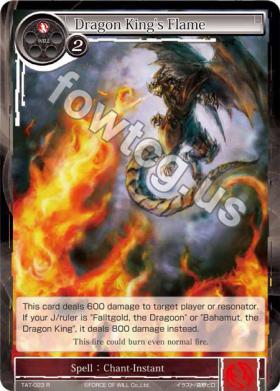 Dragon King's Flame
WILL
2
fowtcg.us
This card deals 600 damage to target player or resonator.
If your J/ruler is "Falltgold, the Dragoon" or "Bahamut, the Dragon King", it deals 800 damage instead.
This fire could burn even normal fire.
Spell : Chant-Instant
TAT-023 R
©FORCE OF WILL Co.,Ltd.